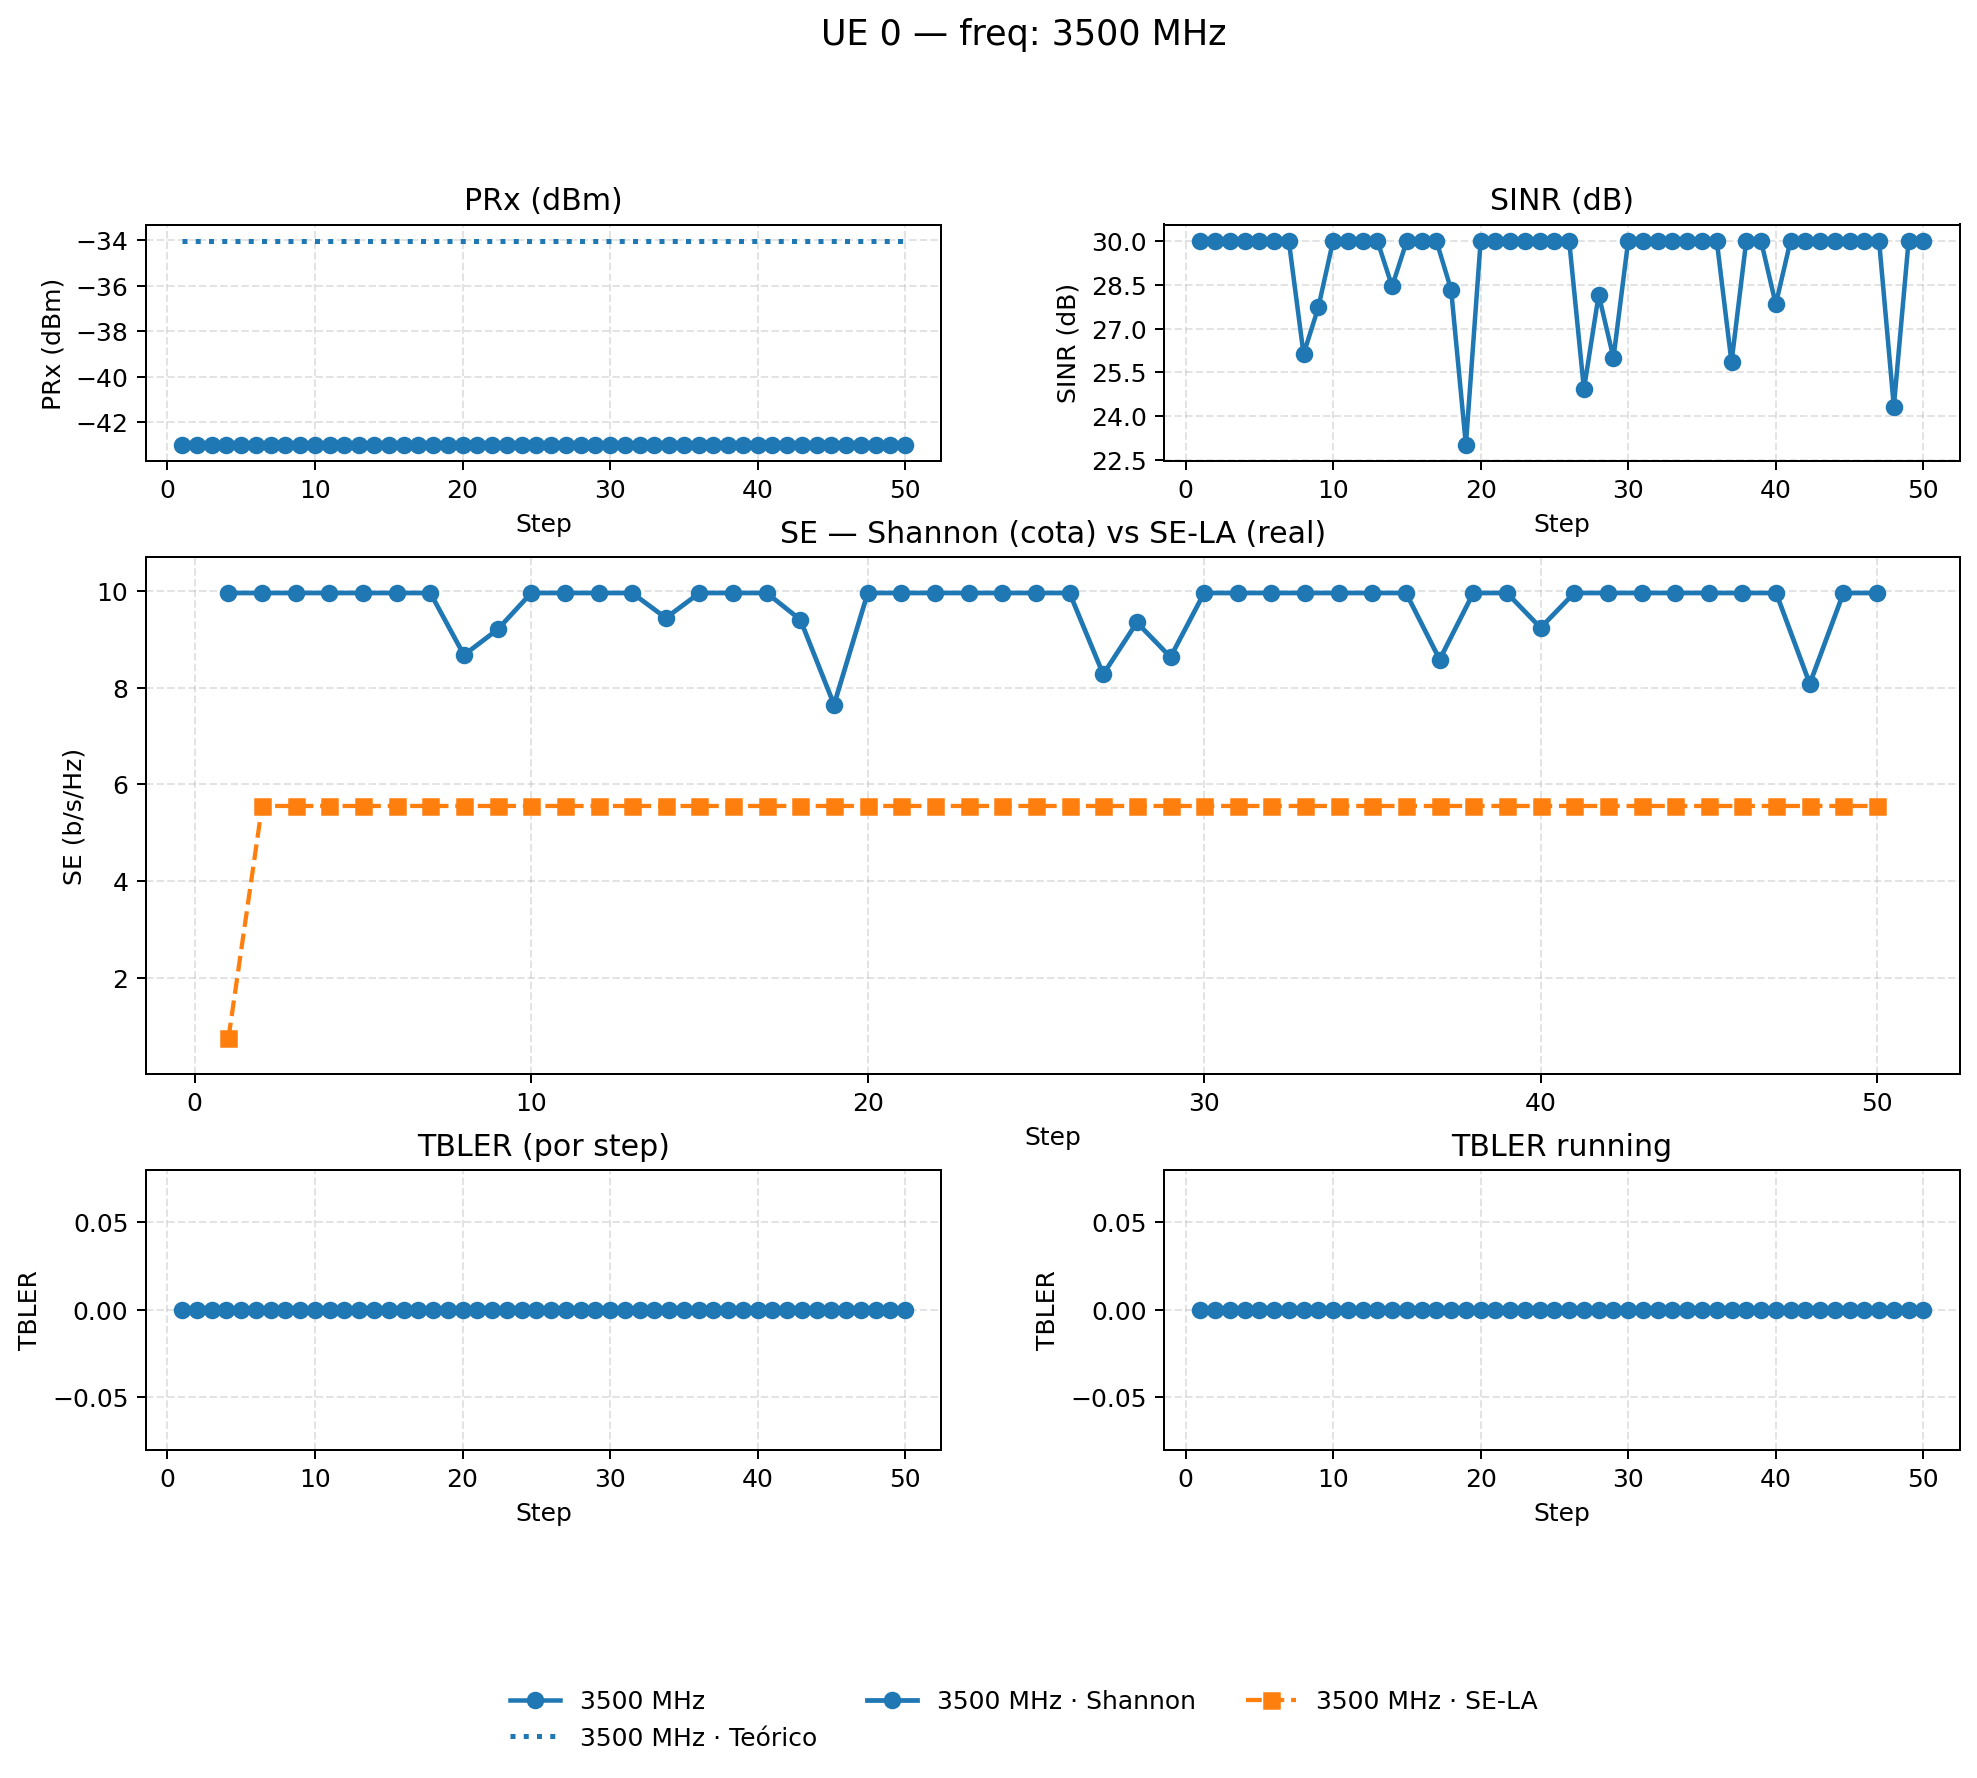 UE 0 — freq: 3500 MHz
PRx (dBm)
PRx (dBm)
−34
−36
−38
−40
−42
0 10 20 30 40 50
Step
SINR (dB)
SINR (dB)
30.0
28.5
27.0
25.5
24.0
22.5
0 10 20 30 40 50
Step
SE — Shannon (cota) vs SE-LA (real)
SE (b/s/Hz)
10
8
6
4
2
0 10 20 30 40 50
Step
TBLER (por step)
TBLER
0.05
0.00
−0.05
0 10 20 30 40 50
Step
TBLER running
TBLER
0.05
0.00
−0.05
0 10 20 30 40 50
Step
3500 MHz
3500 MHz · Teórico
3500 MHz · Shannon
3500 MHz · SE-LA